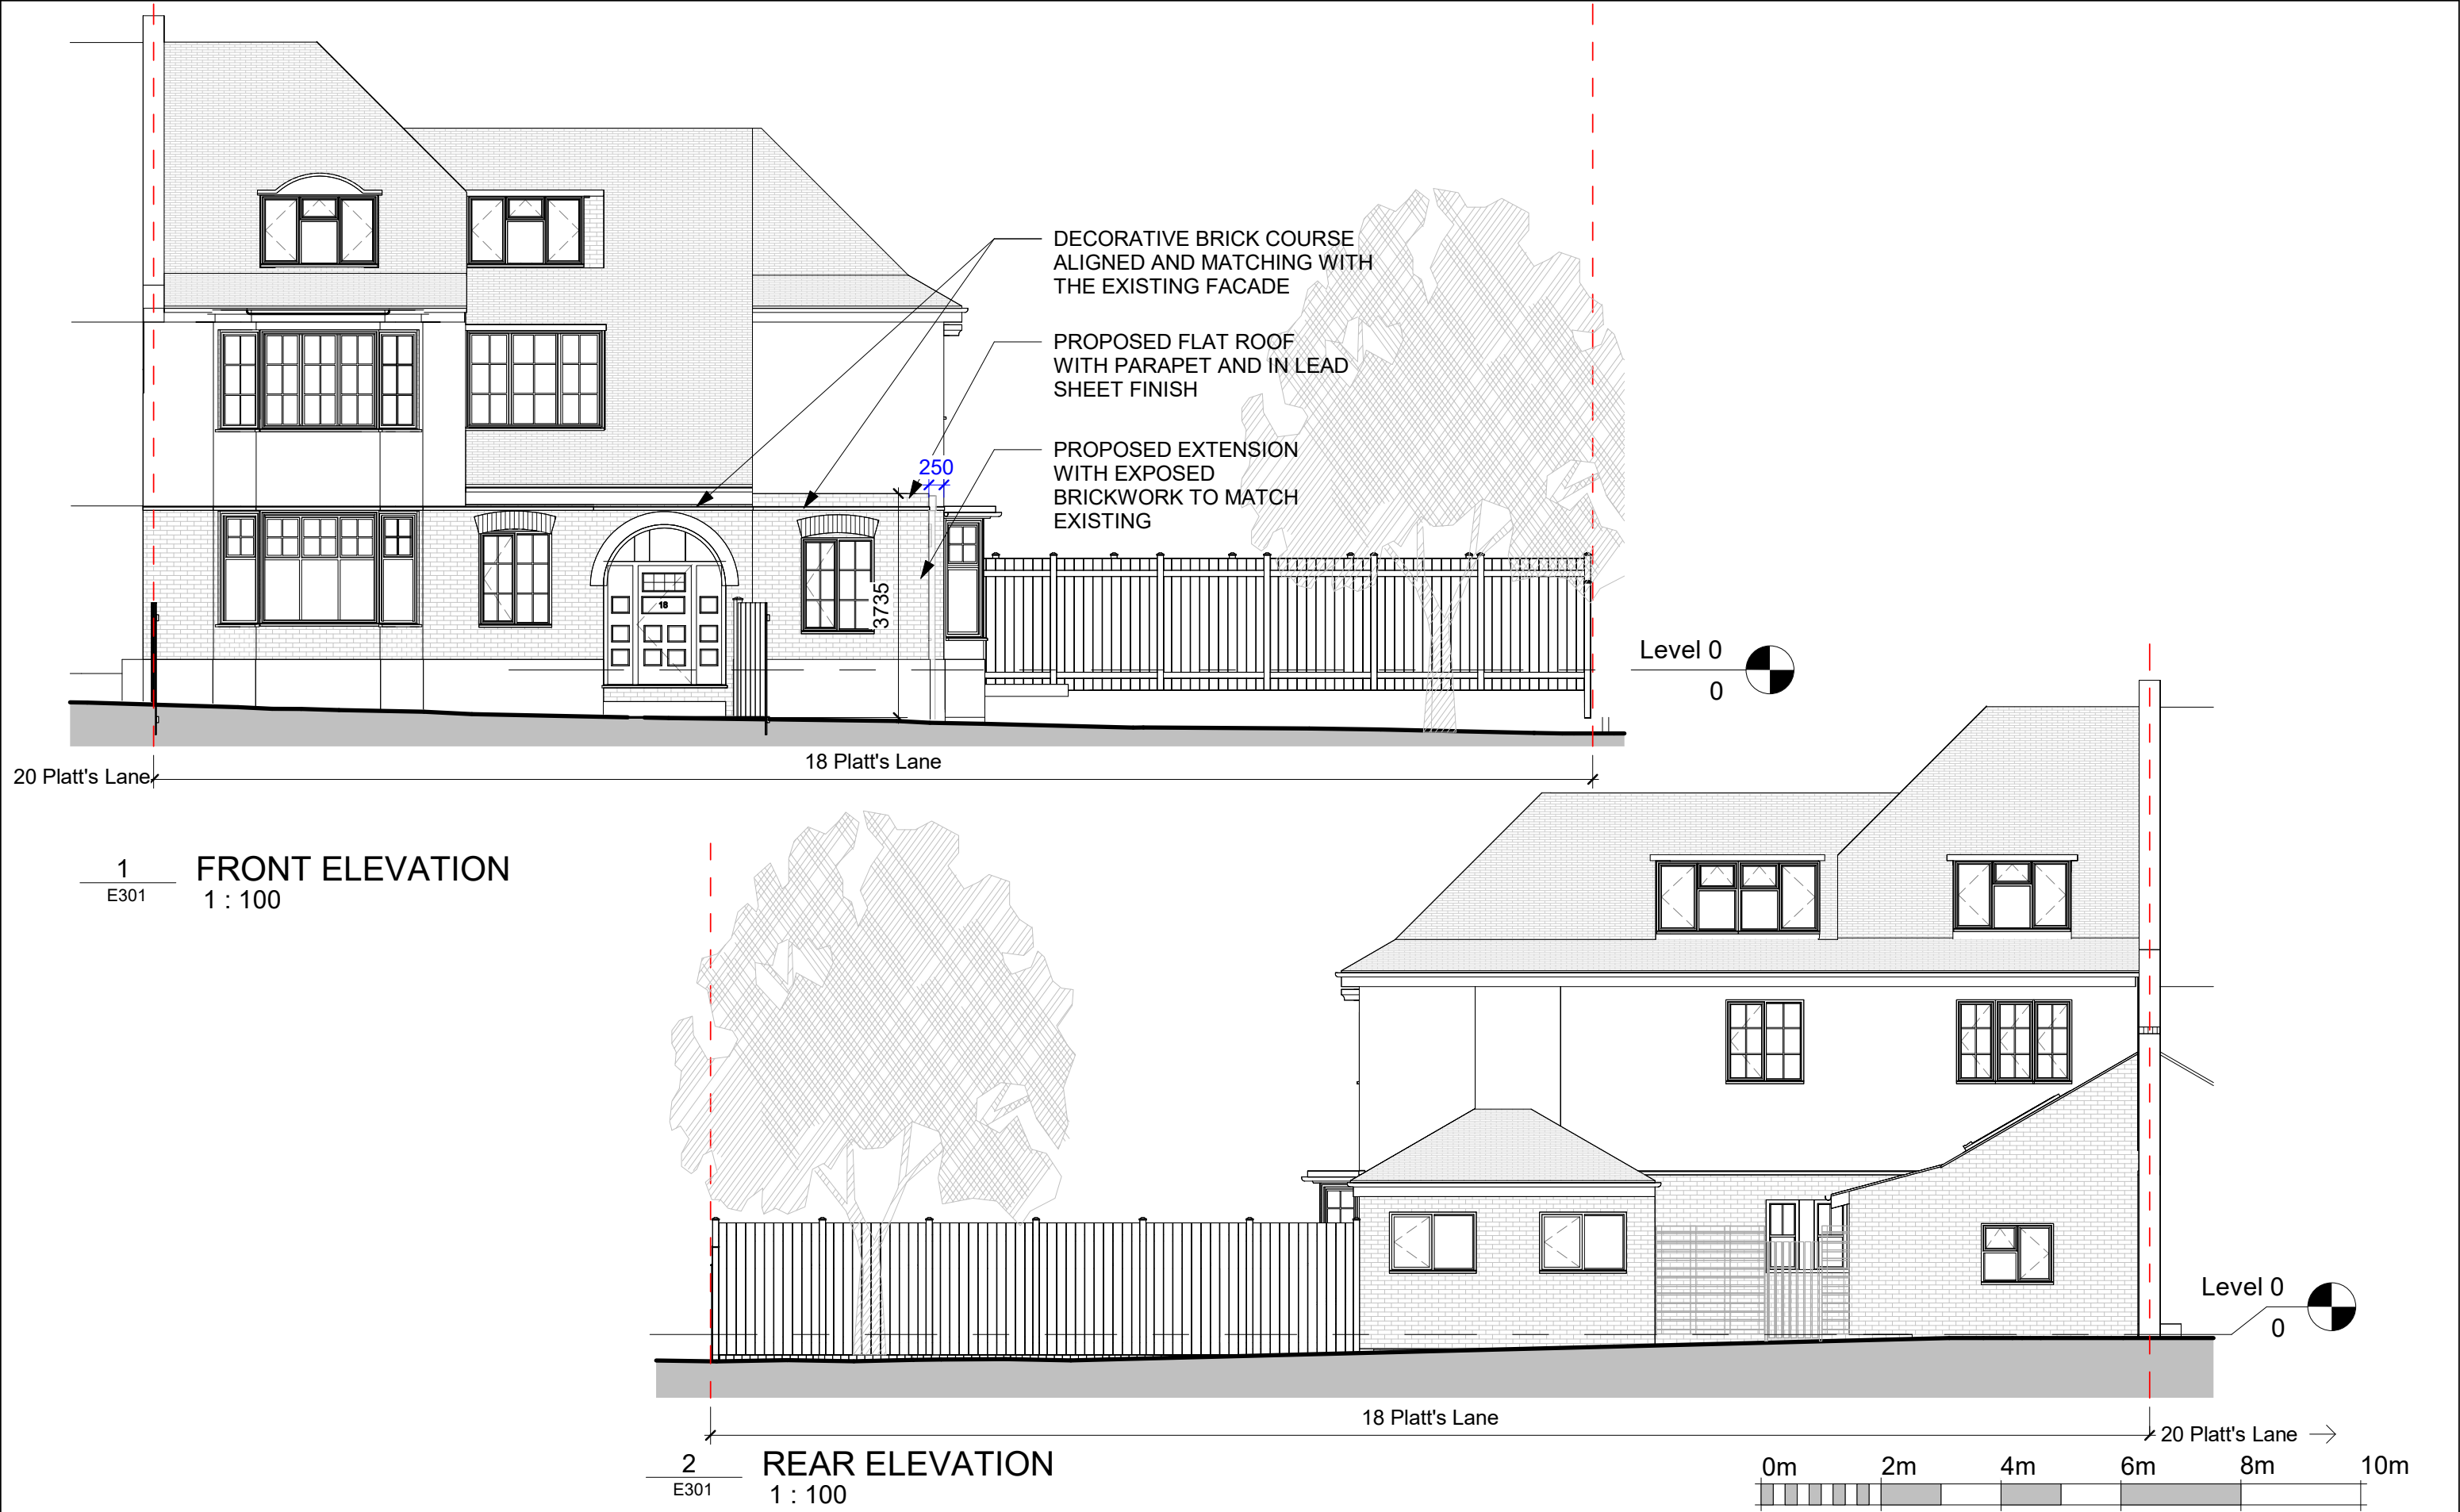 DECORATIVE BRICK COURSE
ALIGNED AND MATCHING WITH
THE EXISTING FACADE
PROPOSED FLAT ROOF
WITH PARAPET AND IN LEAD
SHEET FINISH
PROPOSED EXTENSION
WITH EXPOSED
BRICKWORK TO MATCH
EXISTING
250
3735
18
Level 0
0
18 Platt's Lane
20 Platt's Lane
1
E301
FRONT ELEVATION
1 : 100
Level 0
0
18 Platt's Lane
20 Platt's Lane
2
E301
REAR ELEVATION
1 : 100
0m 2m 4m 6m 8m 10m